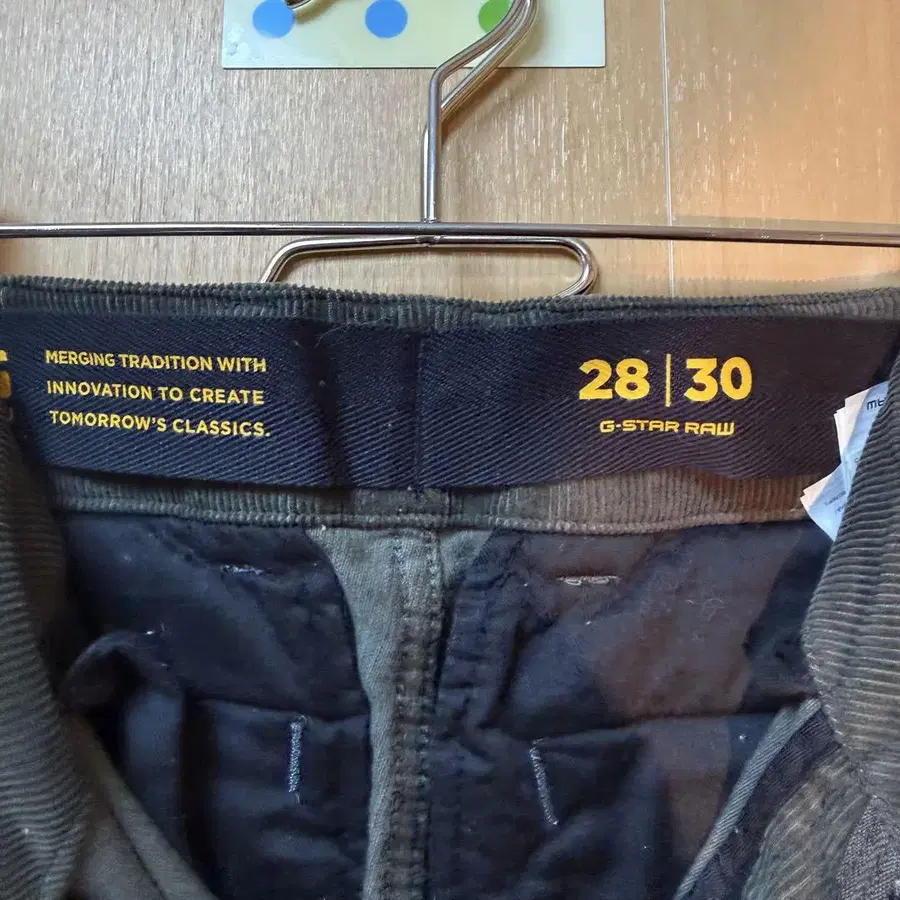 MERGING TRADITION WITH
INNOVATION TO CREATE
TOMORROW'S CLASSICS.
28 | 30
G-STAR RAW